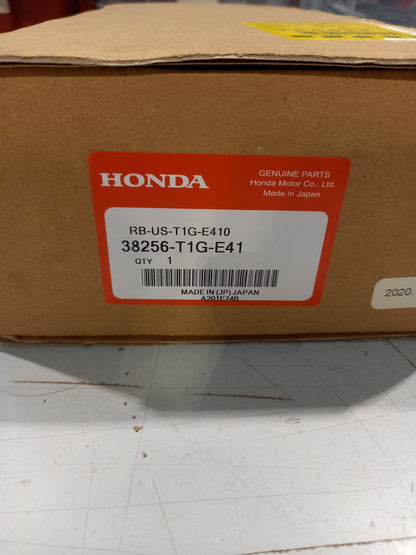 HONDA
GENUINE PARTS
Honda Motor Co., Ltd.
Made in Japan
RB-US-T1G-E410
38256-T1G-E41
QTY 1
MADE IN (JP) JAPAN
A201E74B
2020.